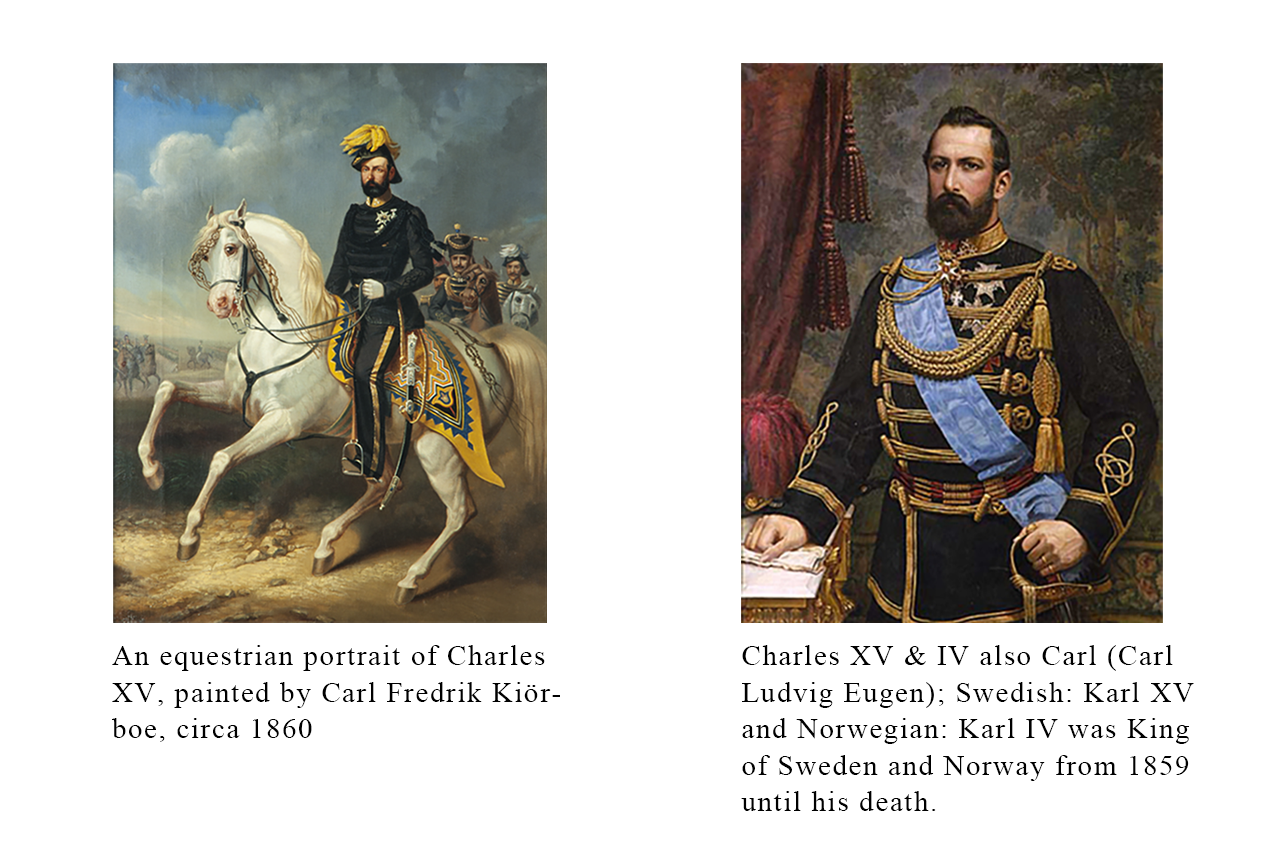 An equestrian portrait of Charles
XV, painted by Carl Fredrik Kiör-
boe, circa 1860
Charles XV & IV also Carl (Carl
Ludvig Eugen); Swedish: Karl XV
and Norwegian: Karl IV was King
of Sweden and Norway from 1859
until his death.